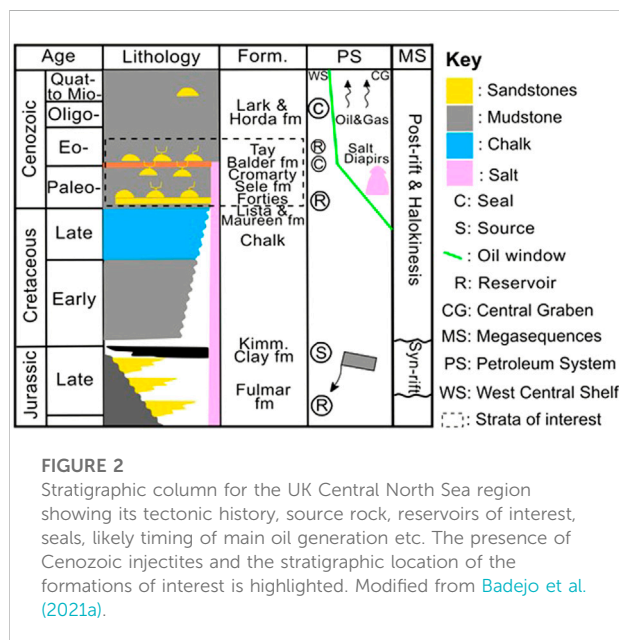 Age Lithology Form. PS MS
Cenozoic
Quat-
to Mio-
Oligo-
Eo-
Paleo-
Cretaceous
Late
Early
Jurassic
Late
Lark &
Horda fm
Tay
Balder fm
Cromarty
Sele fm
Forties
Lista &
Maureen fm
Chalk
Kimm.
Clay fm
Fulmar
fm
WS CG
C
Oil&Gas
R
C
Salt
Diapirs
R
S
R
Post-rift & Halokinesis
Syn-rift
Key
: Sandstones
: Mudstone
: Chalk
: Salt
C: Seal
S: Source
: Oil window
R: Reservoir
CG: Central Graben
MS: Megasequences
PS: Petroleum System
WS: West Central Shelf
: Strata of interest
FIGURE 2
Stratigraphic column for the UK Central North Sea region
showing its tectonic history, source rock, reservoirs of interest,
seals, likely timing of main oil generation etc. The presence of
Cenozoic injectites and the stratigraphic location of the
formations of interest is highlighted. Modified from Badejo et al.
(2021a).